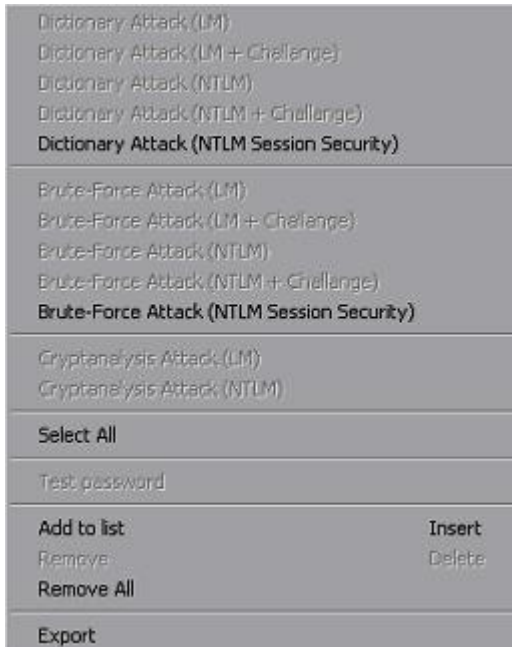 Dictionary Attack (LM)
Dictionary Attack (LM + Challange)
Dictionary Attack (NTLM)
Dictionary Attack (NTLM + Challange)
Dictionary Attack (NTLM Session Security)
Brute-Force Attack (LM)
Brute-Force Attack (LM + Challange)
Brute-Force Attack (NTLM)
Brute-Force Attack (NTLM + Challange)
Brute-Force Attack (NTLM Session Security)
Cryptanalysis Attack (LM)
Cryptanalysis Attack (NTLM)
Select All
Test password
Add to list Insert
Remove Delete
Remove All
Export